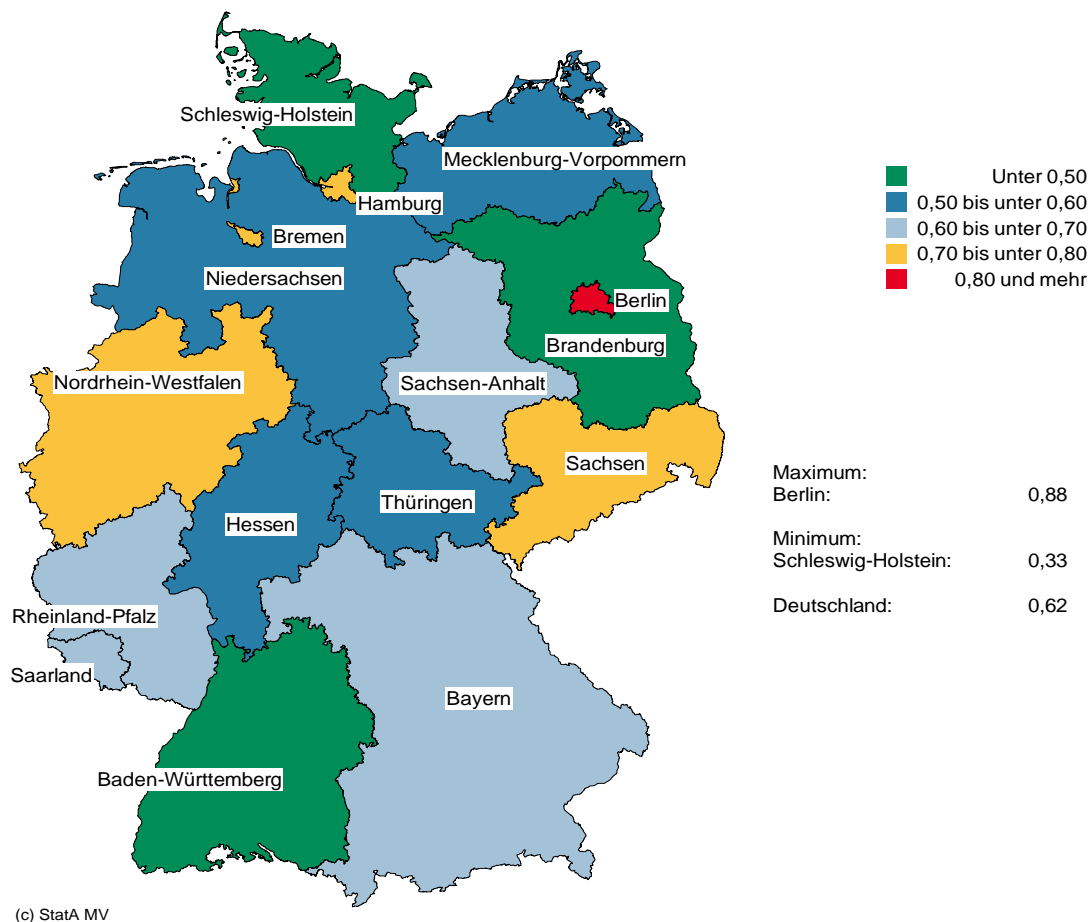 Schleswig-Holstein
Mecklenburg-Vorpommern
Hamburg
Bremen
Niedersachsen
Berlin
Brandenburg
Nordrhein-Westfalen
Sachsen-Anhalt
Sachsen
Thüringen
Hessen
Rheinland-Pfalz
Saarland
Bayern
Baden-Württemberg
Unter 0,50
0,50 bis unter 0,60
0,60 bis unter 0,70
0,70 bis unter 0,80
0,80 und mehr
Maximum:
Berlin: 0,88
Minimum:
Schleswig-Holstein: 0,33
Deutschland: 0,62
(c) StatA MV